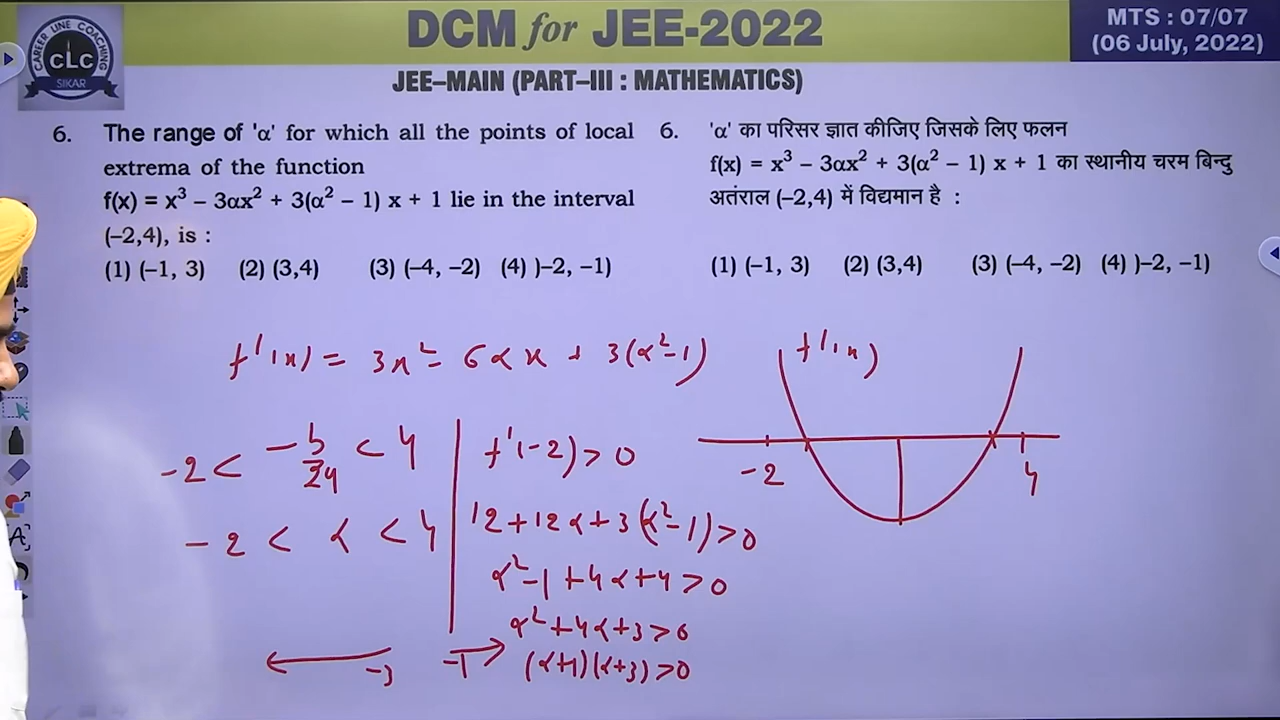 DCM for JEE-2022
MTS : 07/07
(06 July, 2022)
CAREER LINE COACHING
CLC
SIKAR
JEE–MAIN (PART–III : MATHEMATICS)
6. The range of 'α' for which all the points of local
extrema of the function
f(x) = x³ – 3αx² + 3(α² – 1) x + 1 lie in the interval
(–2,4), is :
(1) (–1, 3) (2) (3,4) (3) (–4, –2) (4) )–2, –1)
6. 'α' का परिसर ज्ञात कीजिए जिसके लिए फलन
f(x) = x³ – 3αx² + 3(α² – 1) x + 1 का स्थानीय चरम बिन्दु
अतंराल (–2,4) में विद्यमान है :
(1) (–1, 3) (2) (3,4) (3) (–4, –2) (4) )–2, –1)
f'(x) = 3x² – 6αx + 3(α²–1)
-2 < -b/2a < 4
-2 < α < 4
f'(-2) > 0
12 + 12α + 3(α²–1) > 0
α² – 1 + 4α + 4 > 0
α² + 4α + 3 > 0
(α+1)(α+3) > 0
-3 -1
f'(x)
-2 4